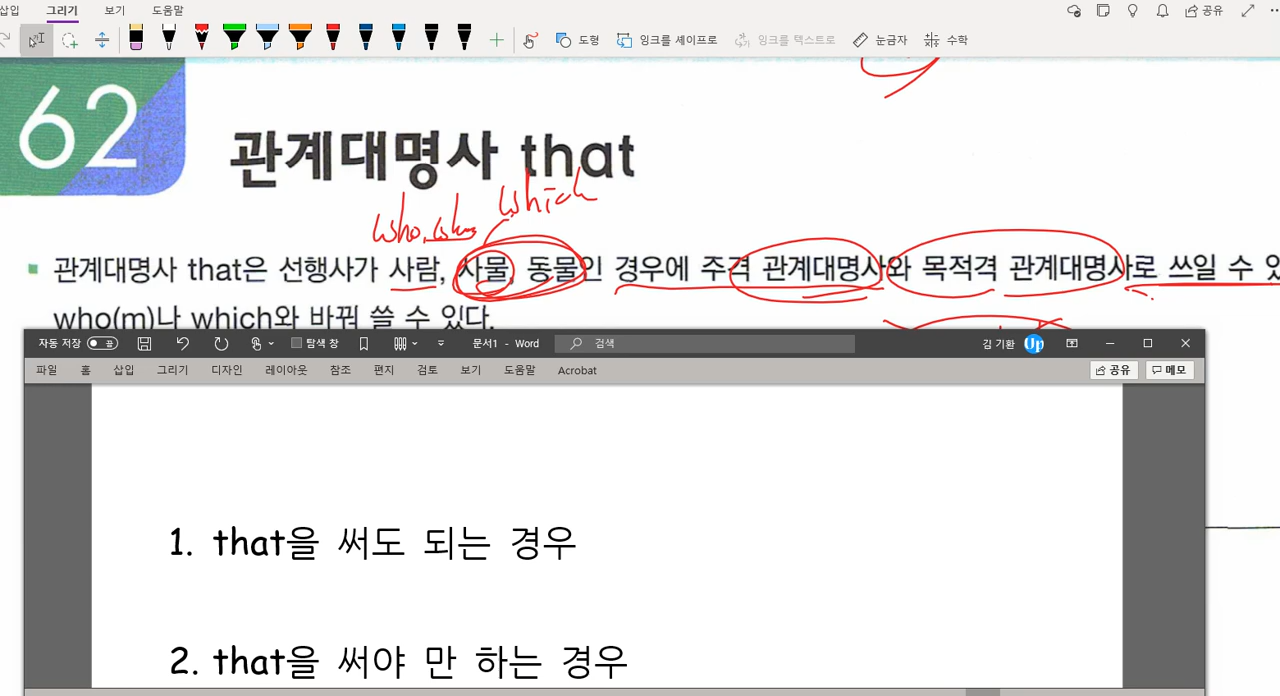 삽입 그리기 보기 도움말 공유
도형 잉크를 셰이프로 잉크를 텍스트로 눈금자 수학
62
관계대명사 that
who, whom which
관계대명사 that은 선행사가 사람, 사물, 동물인 경우에 주격 관계대명사와 목적격 관계대명사로 쓰일 수 있
who(m)나 which와 바꿔 쓸 수 있다.
자동 저장 탐색 창 문서1 - Word 검색 김 기환 Up
파일 홈 삽입 그리기 디자인 레이아웃 참조 편지 검토 보기 도움말 Acrobat 공유 메모
1. that을 써도 되는 경우
2. that을 써야 만 하는 경우